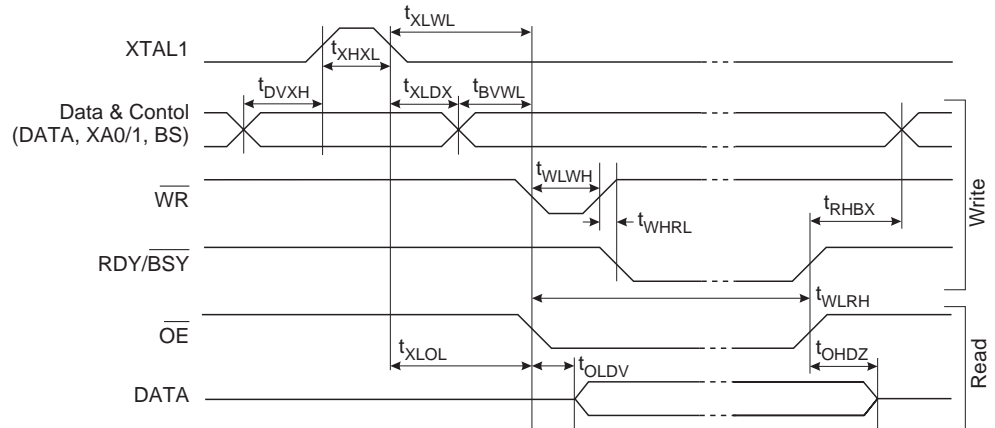 t_XLWL
XTAL1
t_XHXL
t_DVXH
t_XLDX
t_BVWL
Data & Contol
(DATA, XA0/1, BS)
t_WLWH
WR
t_RHBX
t_WHRL
Write
RDY/BSY
t_WLRH
OE
t_XLOL
t_OHDZ
t_OLDV
Read
DATA